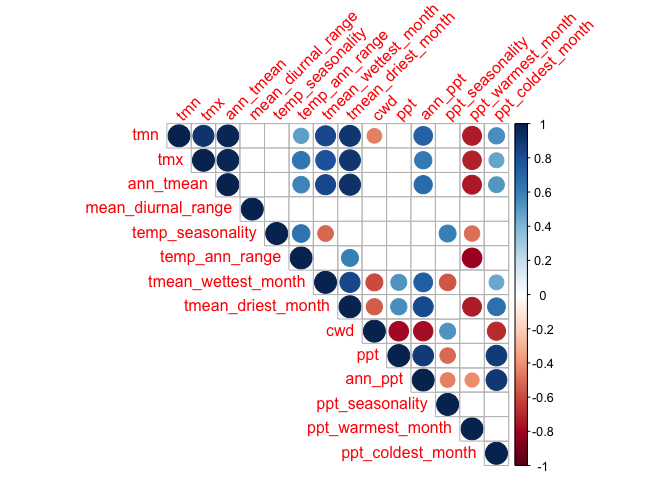 tmn
tmx
ann_tmean
mean_diurnal_range
temp_seasonality
temp_ann_range
tmean_wettest_month
tmean_driest_month
cwd
ppt
ann_ppt
ppt_seasonality
ppt_warmest_month
ppt_coldest_month
tmn
tmx
ann_tmean
mean_diurnal_range
temp_seasonality
temp_ann_range
tmean_wettest_month
tmean_driest_month
cwd
ppt
ann_ppt
ppt_seasonality
ppt_warmest_month
ppt_coldest_month
1
0.8
0.6
0.4
0.2
0
-0.2
-0.4
-0.6
-0.8
-1